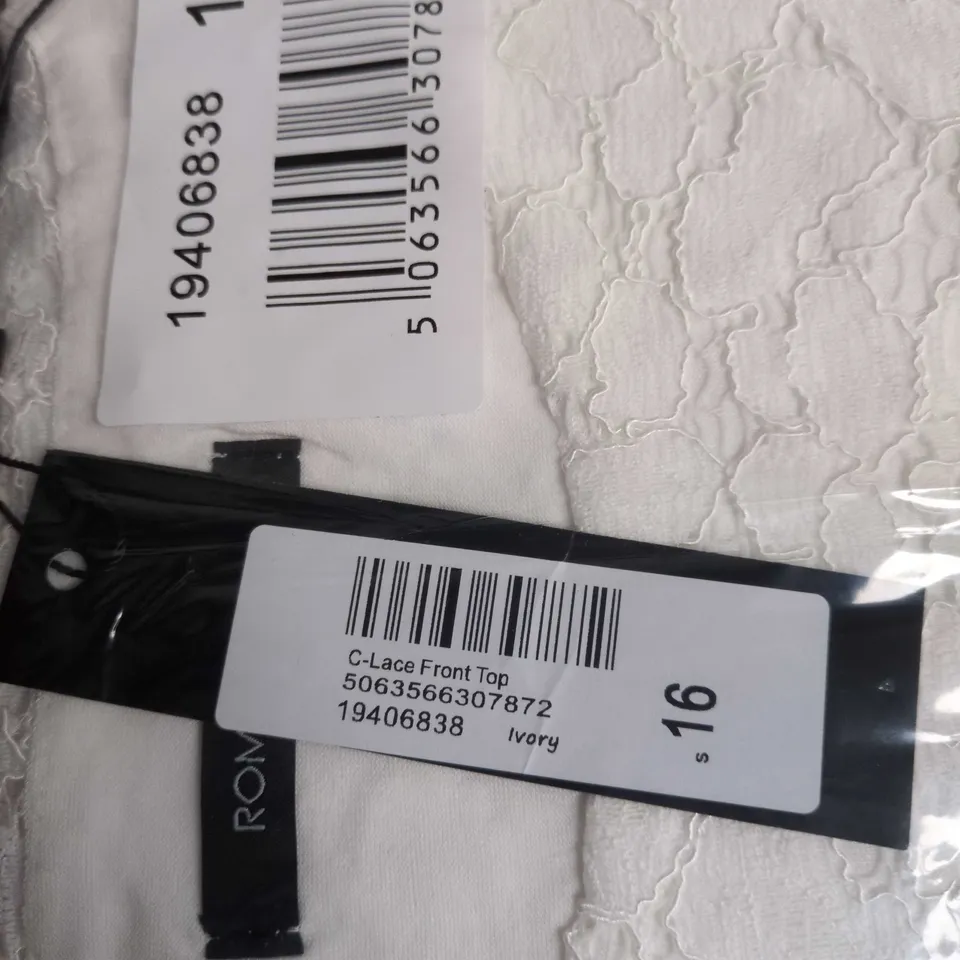 19406838
5 063566 3078
C-Lace Front Top
5063566307872
19406838 Ivory
s 16
ROM